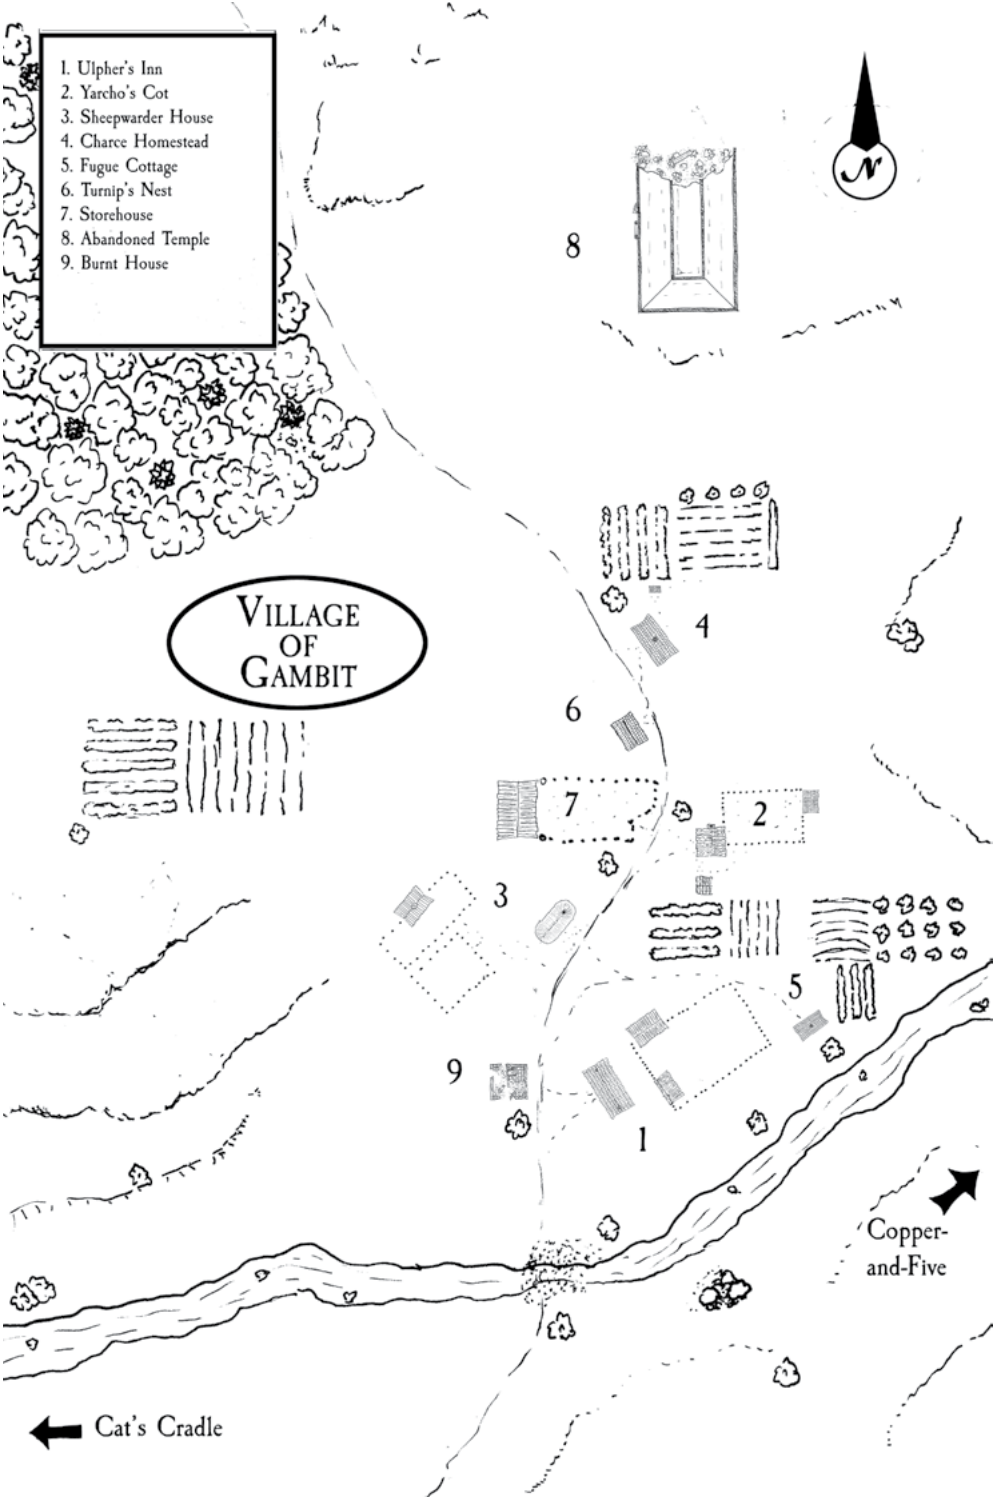 1. Ulpher's Inn
2. Yarcho's Cot
3. Sheepwarder House
4. Charce Homestead
5. Fugue Cottage
6. Turnip's Nest
7. Storehouse
8. Abandoned Temple
9. Burnt House
N
8
4
VILLAGE
OF
GAMBIT
6
7
2
3
5
9
1
Copper-
and-Five
Cat's Cradle